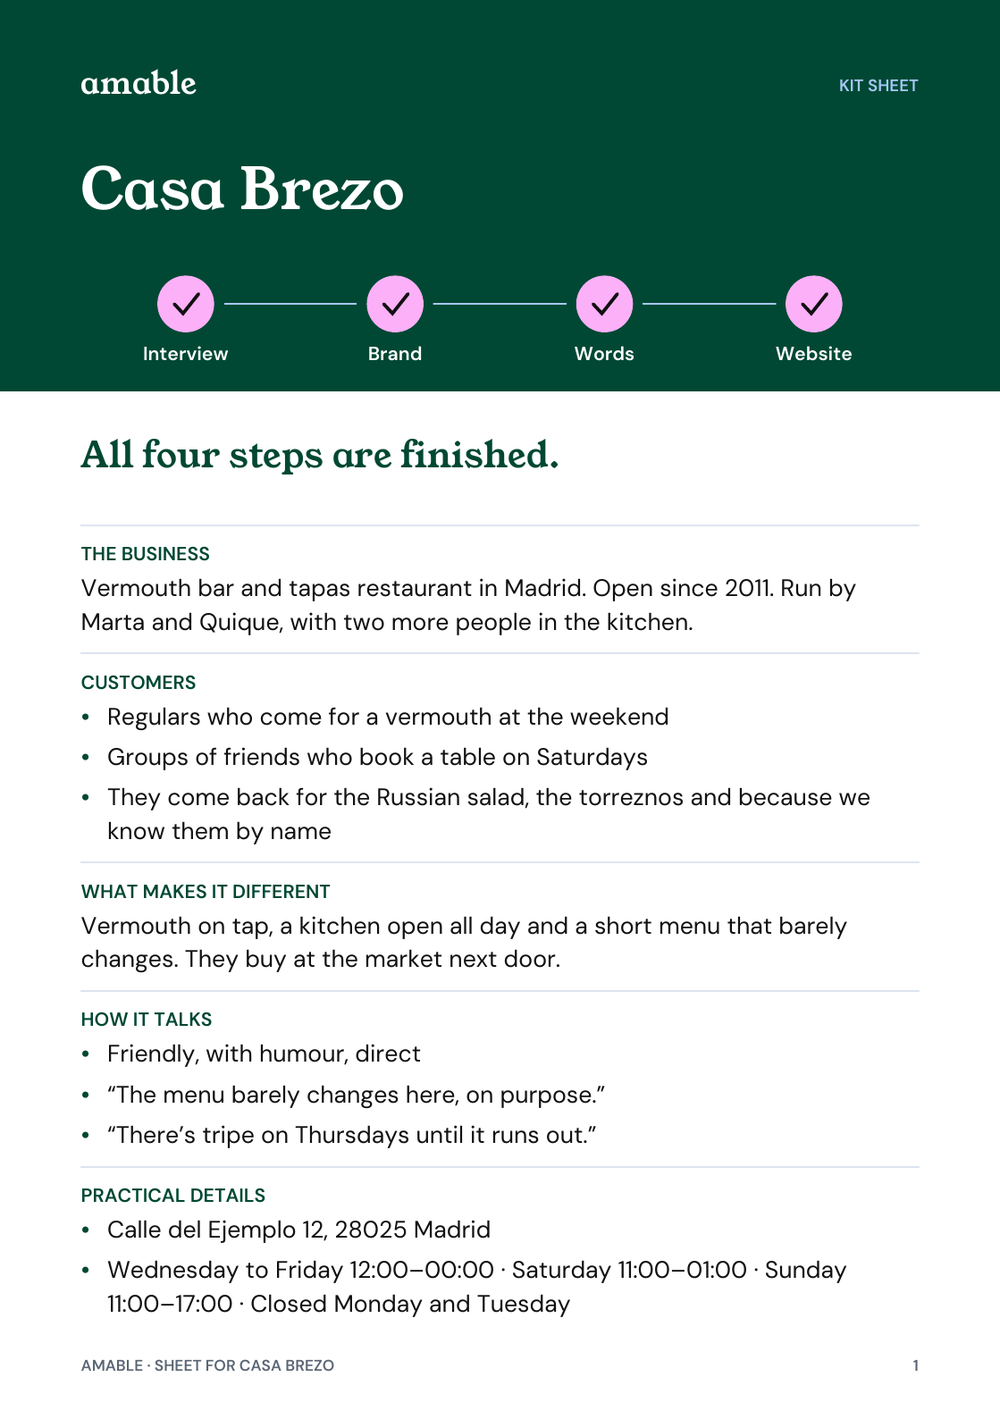 amable
KIT SHEET
Casa Brezo
Interview
Brand
Words
Website
All four steps are finished.
THE BUSINESS
Vermouth bar and tapas restaurant in Madrid. Open since 2011. Run by
Marta and Quique, with two more people in the kitchen.
CUSTOMERS
• Regulars who come for a vermouth at the weekend
• Groups of friends who book a table on Saturdays
• They come back for the Russian salad, the torreznos and because we
know them by name
WHAT MAKES IT DIFFERENT
Vermouth on tap, a kitchen open all day and a short menu that barely
changes. They buy at the market next door.
HOW IT TALKS
• Friendly, with humour, direct
• “The menu barely changes here, on purpose.”
• “There’s tripe on Thursdays until it runs out.”
PRACTICAL DETAILS
• Calle del Ejemplo 12, 28025 Madrid
• Wednesday to Friday 12:00–00:00 · Saturday 11:00–01:00 · Sunday
11:00–17:00 · Closed Monday and Tuesday
AMABLE · SHEET FOR CASA BREZO
1